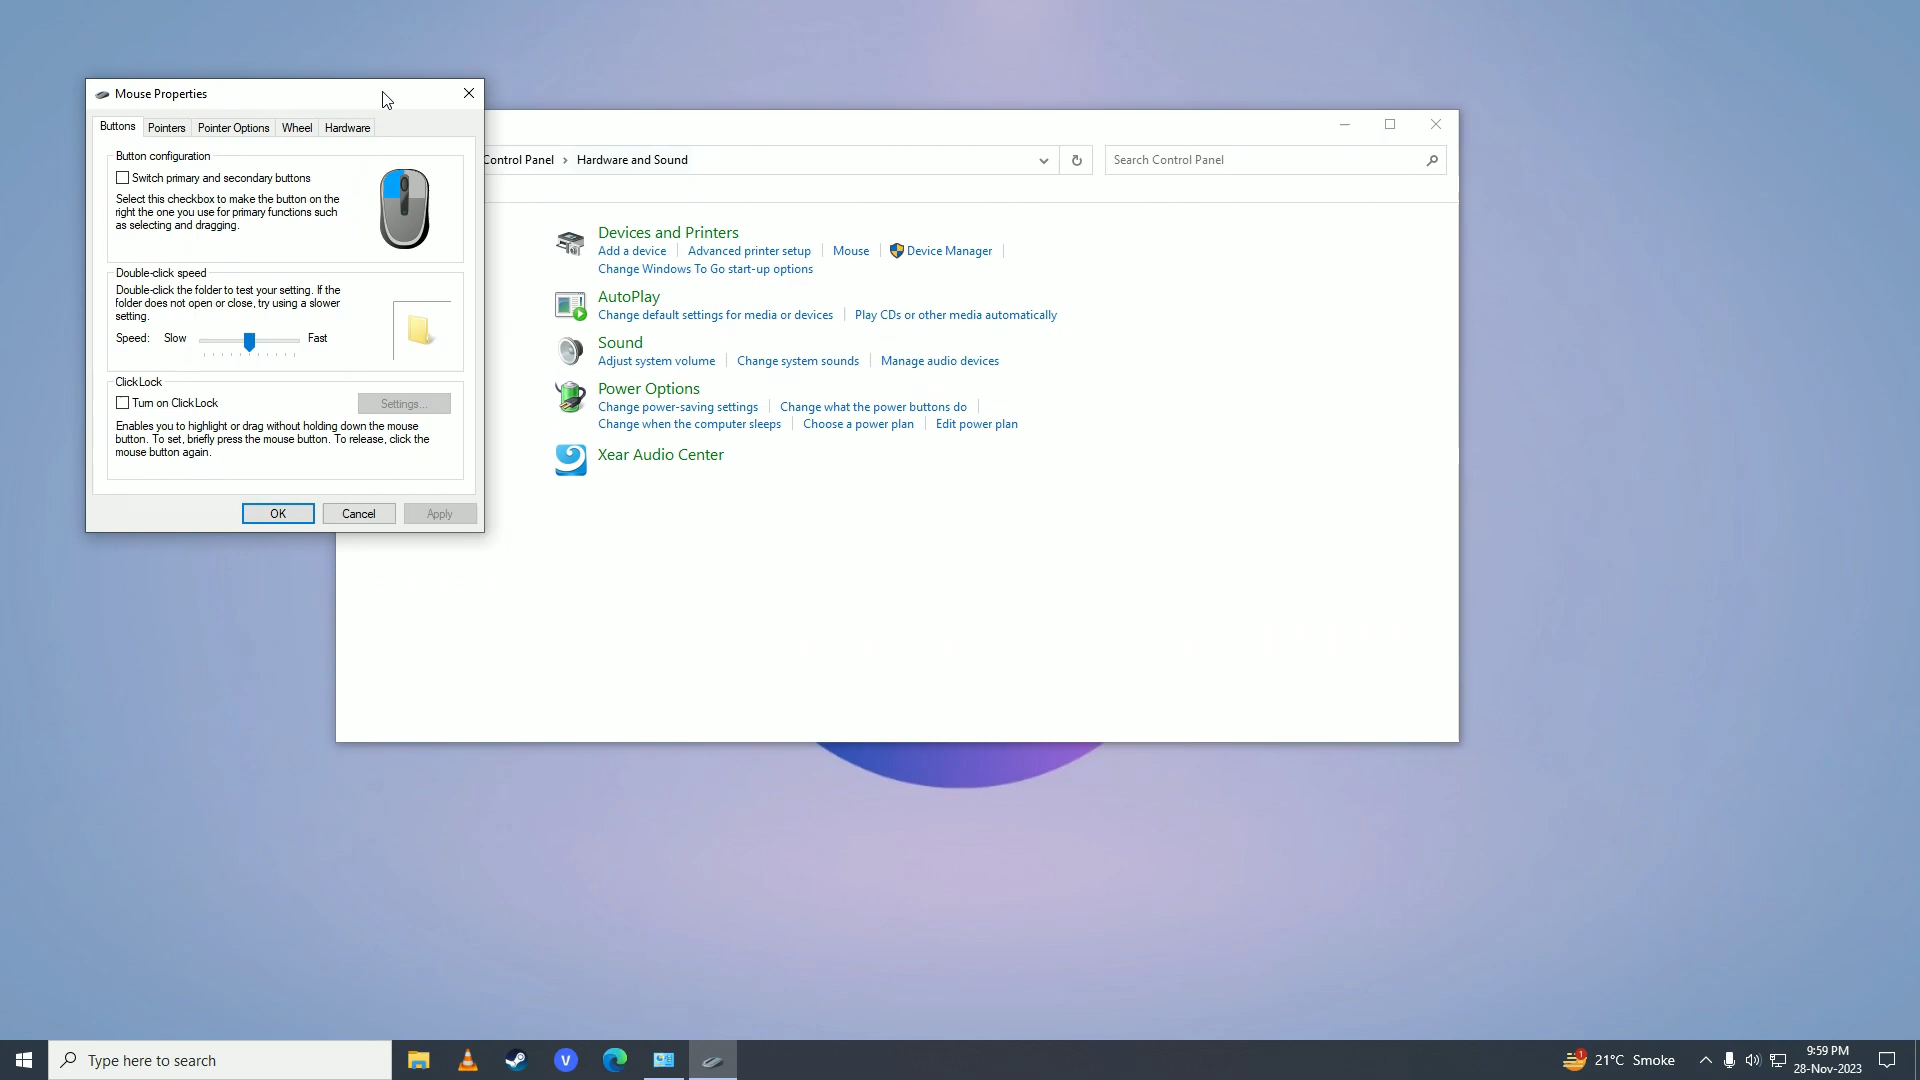 Mouse Properties
Buttons
Pointers
Pointer Options
Wheel
Hardware
Button configuration
Switch primary and secondary buttons
Select this checkbox to make the button on the
right the one you use for primary functions such
as selecting and dragging.
Double-click speed
Double-click the folder to test your setting. If the
folder does not open or close, try using a slower
setting.
Speed: Slow Fast
ClickLock
Turn on ClickLock
Settings...
Enables you to highlight or drag without holding down the mouse
button. To set, briefly press the mouse button. To release, click the
mouse button again.
OK
Cancel
Apply
Control Panel > Hardware and Sound
Search Control Panel
Devices and Printers
Add a device
Advanced printer setup
Mouse
Device Manager
Change Windows To Go start-up options
AutoPlay
Change default settings for media or devices
Play CDs or other media automatically
Sound
Adjust system volume
Change system sounds
Manage audio devices
Power Options
Change power-saving settings
Change what the power buttons do
Change when the computer sleeps
Choose a power plan
Edit power plan
Xear Audio Center
Type here to search
V
1
21°C Smoke
9:59 PM
28-Nov-2023